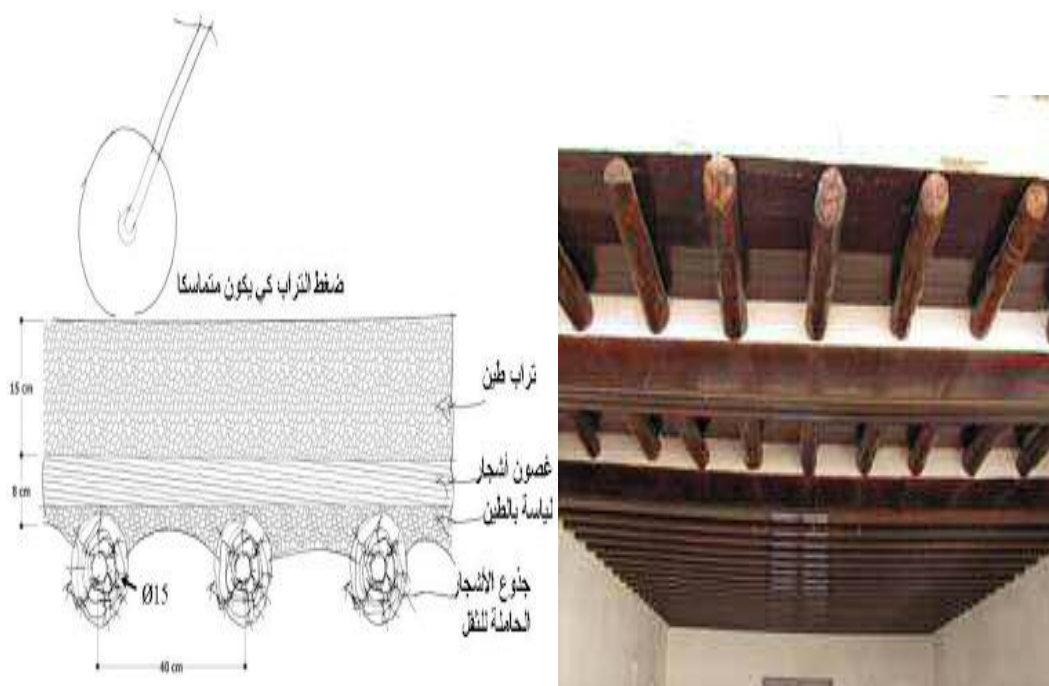 ضغط التراب كي يكون متماسكا
15 cm
تراب طين
غصون أشجار
8 cm
لياسة بالطين
جذوع الأشجار
الحاملة للثقل
Ø15
40 cm